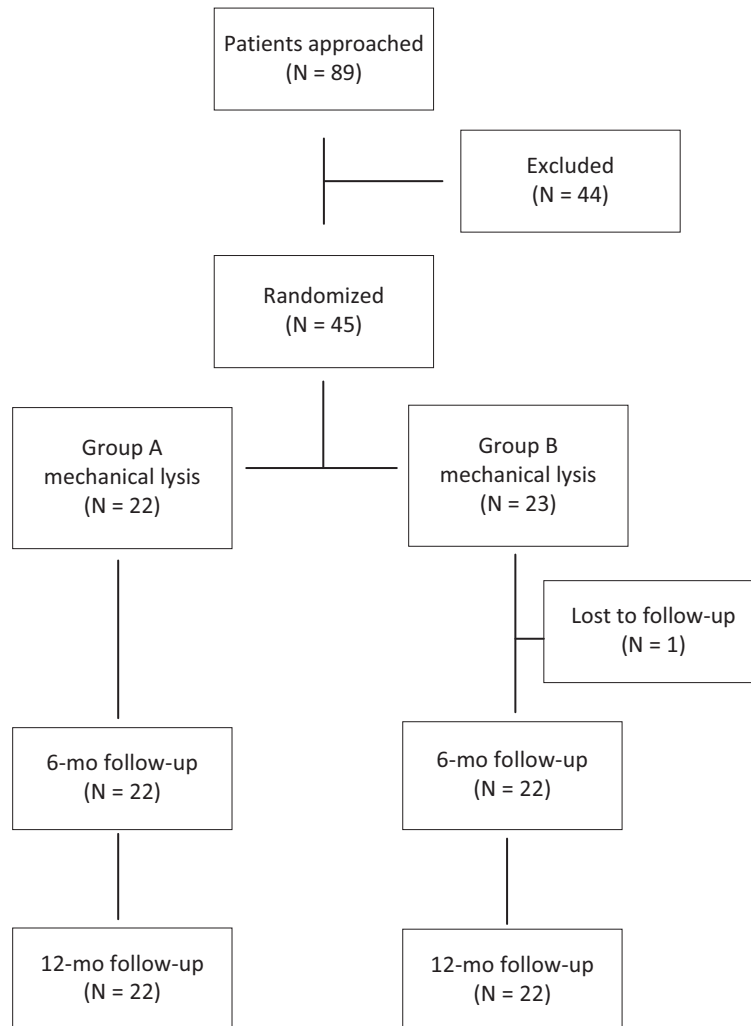 Patients approached
(N = 89)
Excluded
(N = 44)
Randomized
(N = 45)
Group A
mechanical lysis
(N = 22)
Group B
mechanical lysis
(N = 23)
Lost to follow-up
(N = 1)
6-mo follow-up
(N = 22)
6-mo follow-up
(N = 22)
12-mo follow-up
(N = 22)
12-mo follow-up
(N = 22)